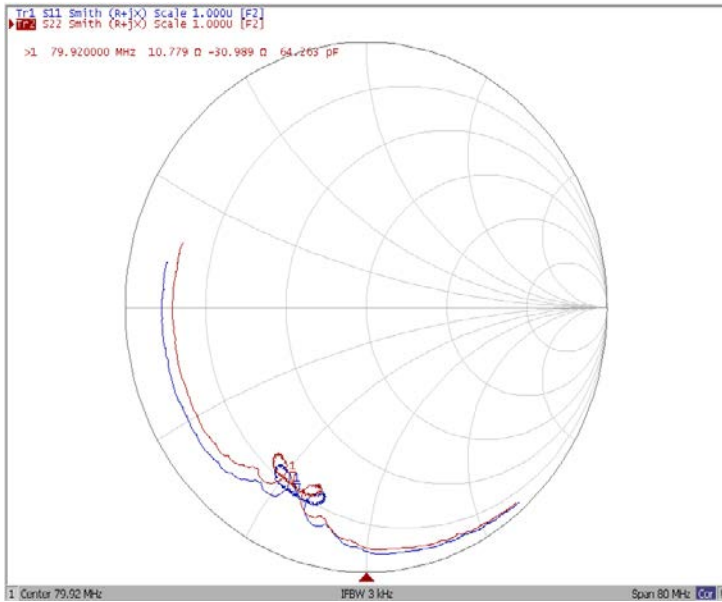 Tr1 S11 Smith (R+jX) Scale 1.000U [F2]
Tr2 S22 Smith (R+jX) Scale 1.000U [F2]
>1 79.920000 MHz 10.779 Ω -30.989 Ω 64.263 pF
1
1 Center 79.92 MHz IFBW 3 kHz Span 80 MHz Cor